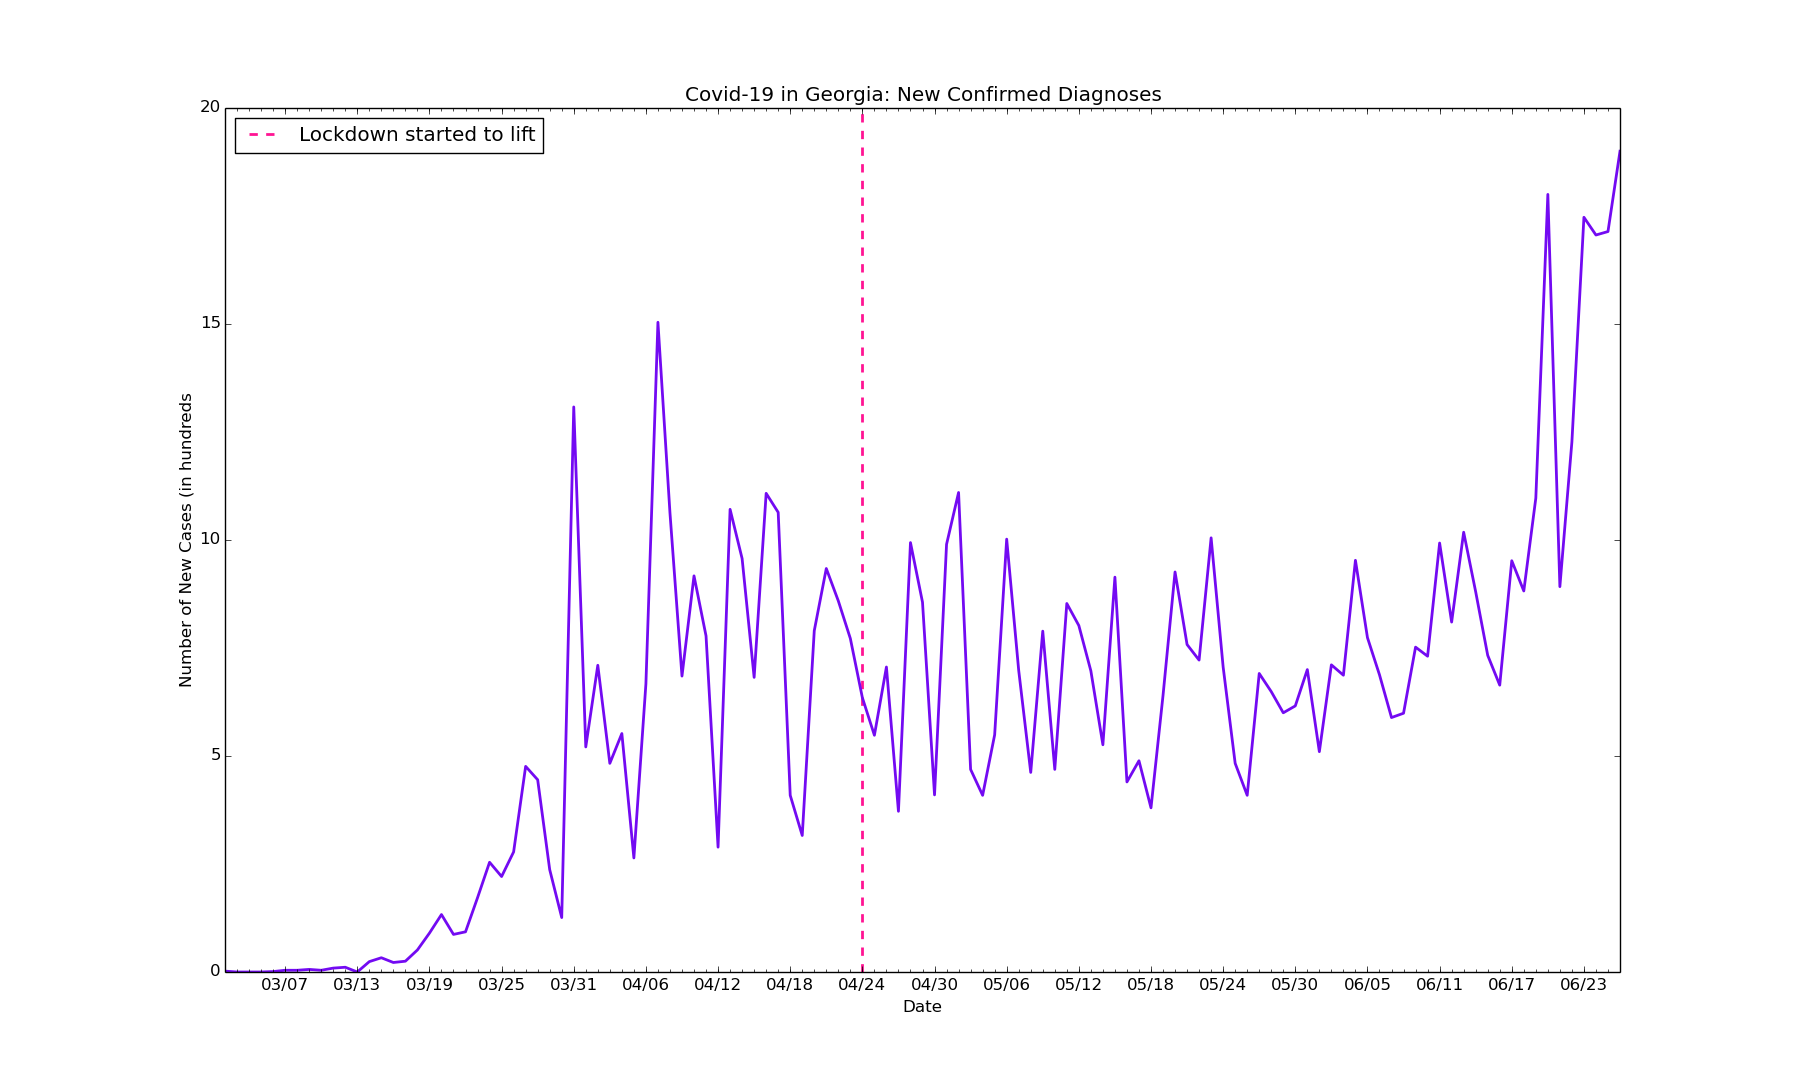 Covid-19 in Georgia: New Confirmed Diagnoses
Lockdown started to lift
Number of New Cases (in hundreds
20
15
10
5
0
03/07 03/13 03/19 03/25 03/31 04/06 04/12 04/18 04/24 04/30 05/06 05/12 05/18 05/24 05/30 06/05 06/11 06/17 06/23
Date